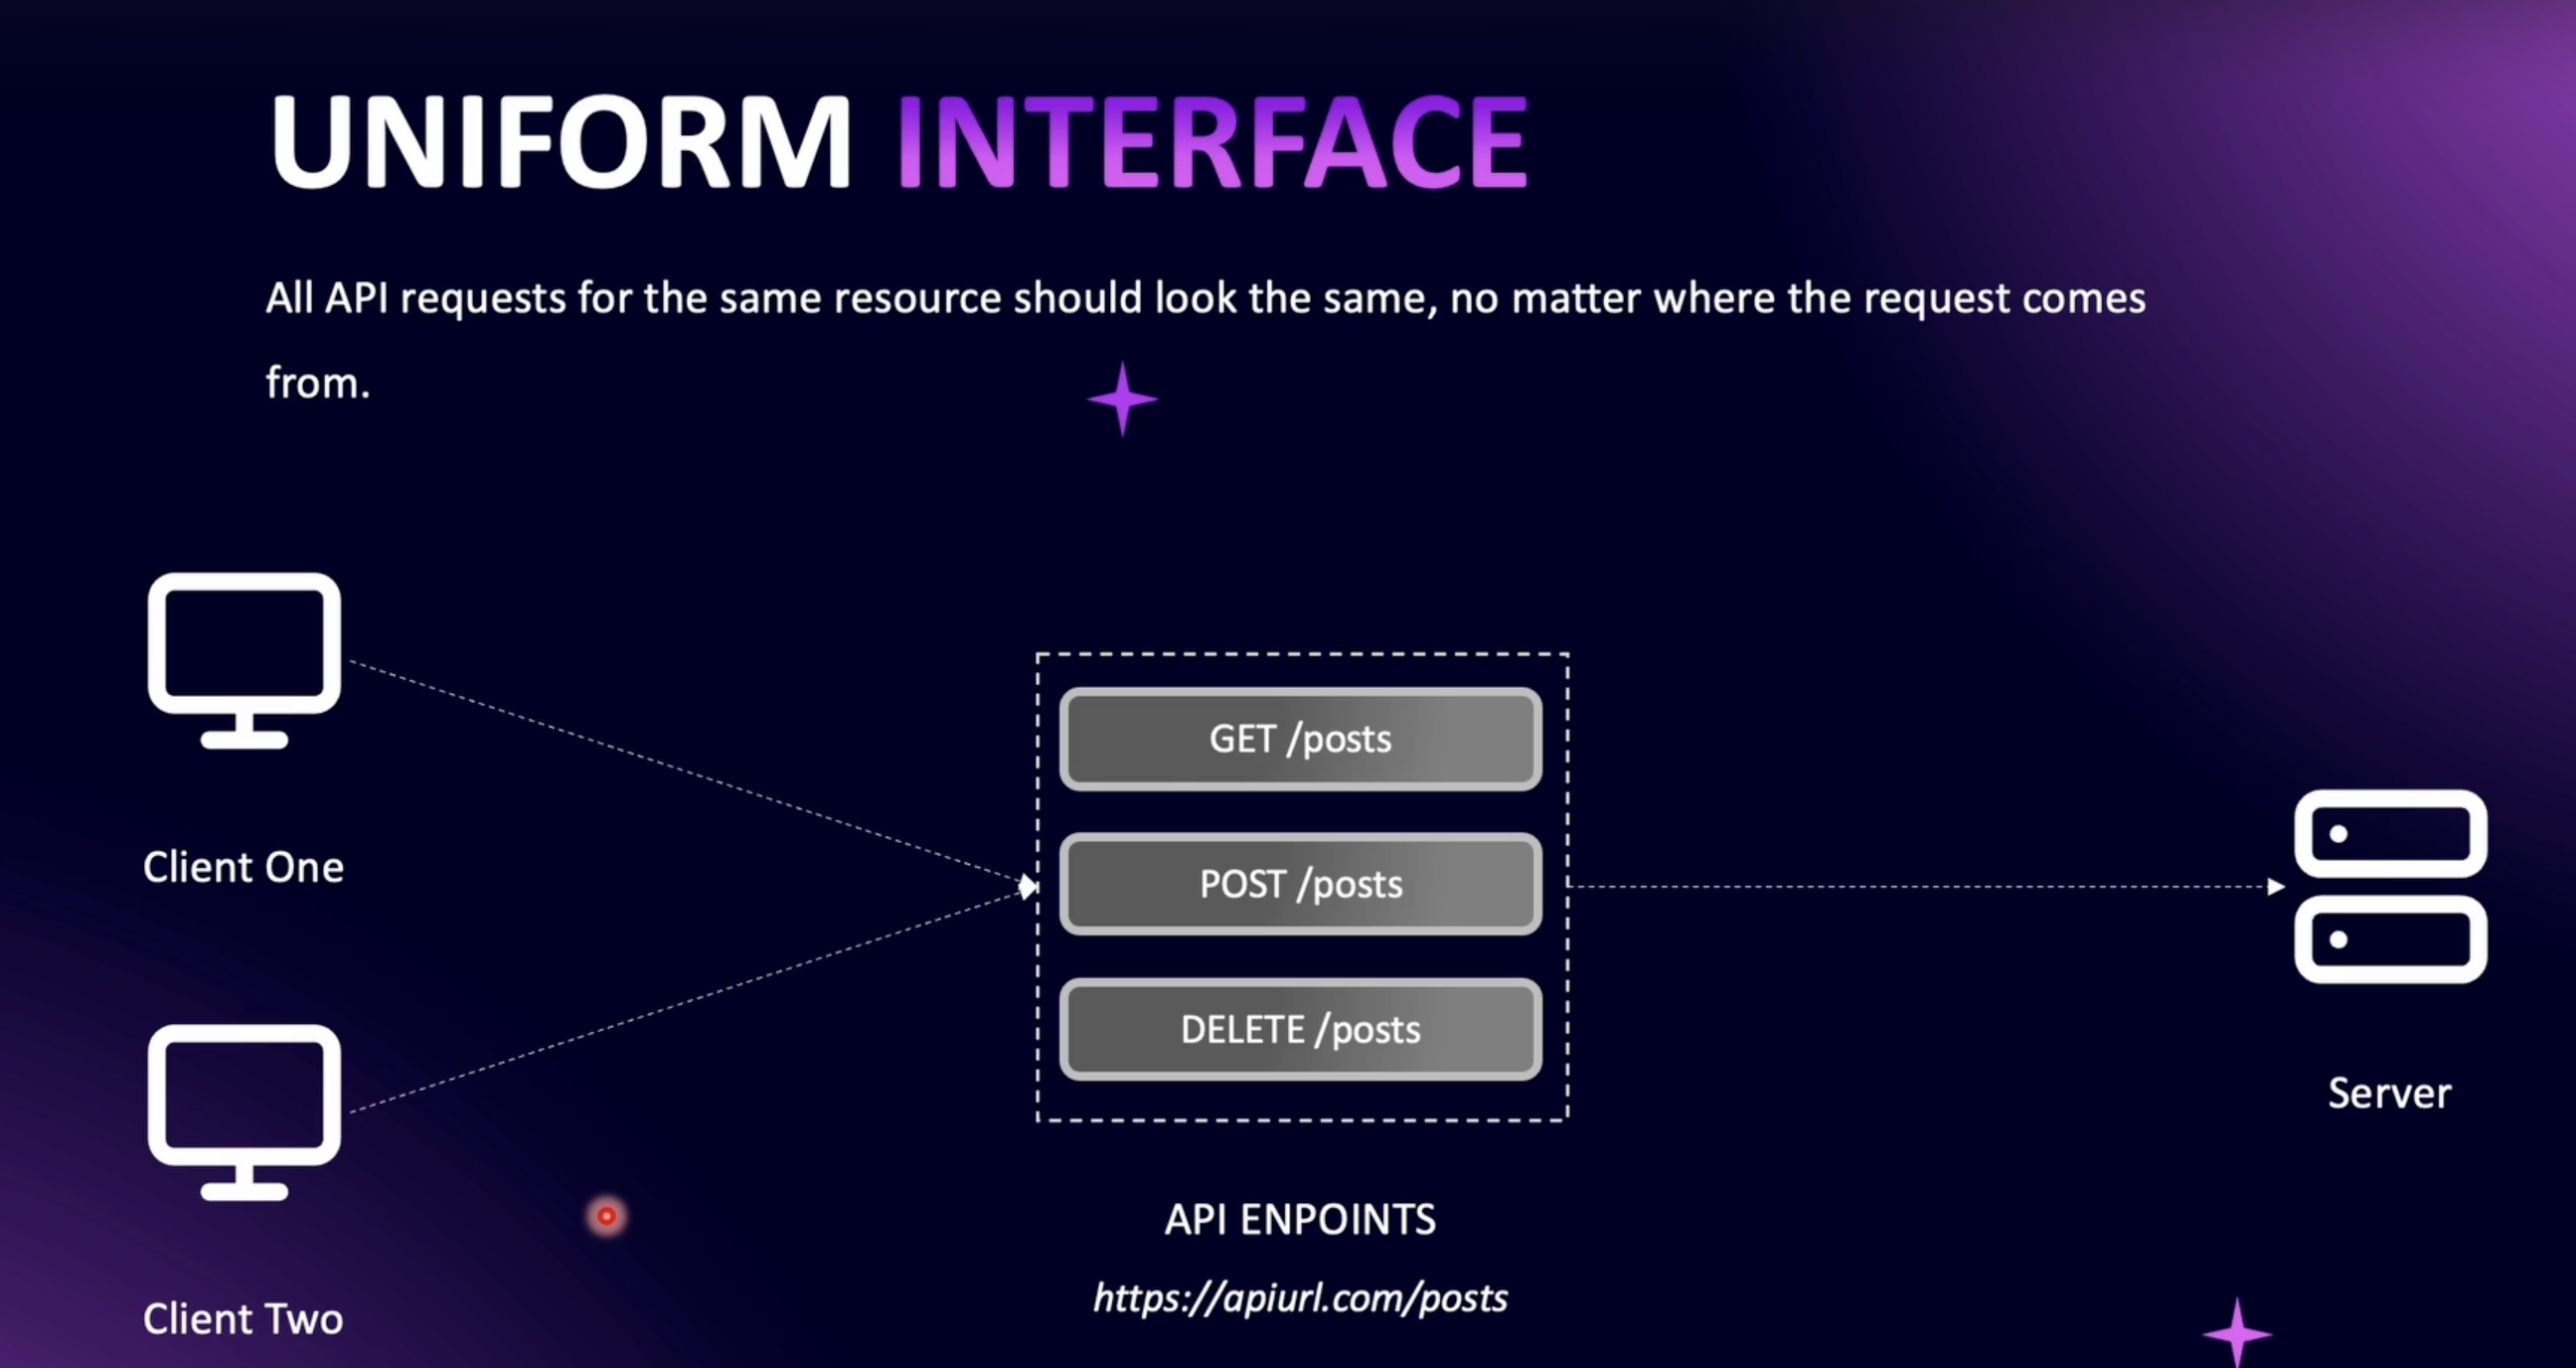 UNIFORM INTERFACE
All API requests for the same resource should look the same, no matter where the request comes
from.
Client One
GET /posts
POST /posts
DELETE /posts
Server
API ENPOINTS
https://apiurl.com/posts
Client Two